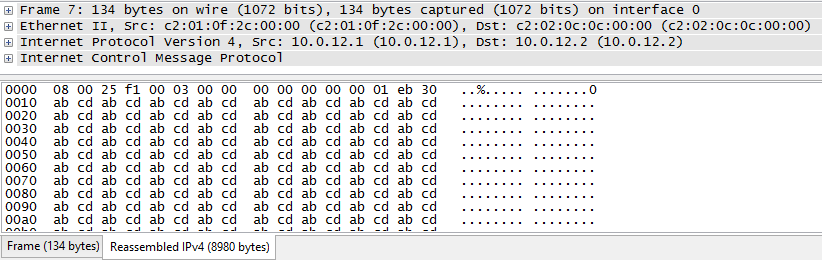 Frame 7: 134 bytes on wire (1072 bits), 134 bytes captured (1072 bits) on interface 0
Ethernet II, Src: c2:01:0f:2c:00:00 (c2:01:0f:2c:00:00), Dst: c2:02:0c:0c:00:00 (c2:02:0c:0c:00:00)
Internet Protocol Version 4, Src: 10.0.12.1 (10.0.12.1), Dst: 10.0.12.2 (10.0.12.2)
Internet Control Message Protocol
0000 08 00 25 f1 00 03 00 00 00 00 00 00 01 eb 30 ..%..... .......0
0010 ab cd ab cd ab cd ab cd ab cd ab cd ab cd ab cd ........ ........
0020 ab cd ab cd ab cd ab cd ab cd ab cd ab cd ab cd ........ ........
0030 ab cd ab cd ab cd ab cd ab cd ab cd ab cd ab cd ........ ........
0040 ab cd ab cd ab cd ab cd ab cd ab cd ab cd ab cd ........ ........
0050 ab cd ab cd ab cd ab cd ab cd ab cd ab cd ab cd ........ ........
0060 ab cd ab cd ab cd ab cd ab cd ab cd ab cd ab cd ........ ........
0070 ab cd ab cd ab cd ab cd ab cd ab cd ab cd ab cd ........ ........
0080 ab cd ab cd ab cd ab cd ab cd ab cd ab cd ab cd ........ ........
0090 ab cd ab cd ab cd ab cd ab cd ab cd ab cd ab cd ........ ........
00a0 ab cd ab cd ab cd ab cd ab cd ab cd ab cd ab cd ........ ........
Frame (134 bytes) Reassembled IPv4 (8980 bytes)